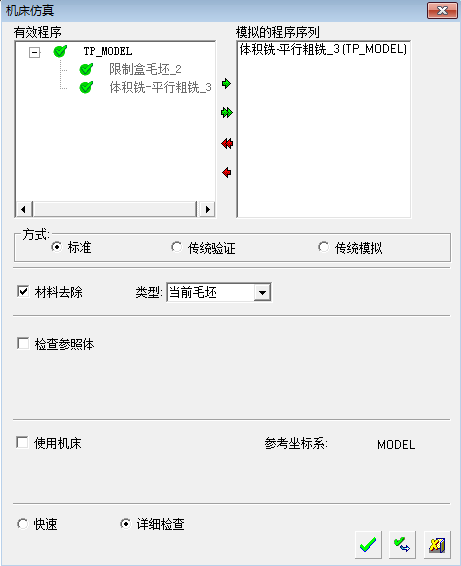 机床仿真
有效程序
模拟的程序序列
TP_MODEL
限制盒毛坯_2
体积铣-平行粗铣_3
体积铣-平行粗铣_3(TP_MODEL)
方式:
标准
传统验证
传统模拟
材料去除
类型:
当前毛坯
检查参照体
使用机床
参考坐标系:
MODEL
快速
详细检查